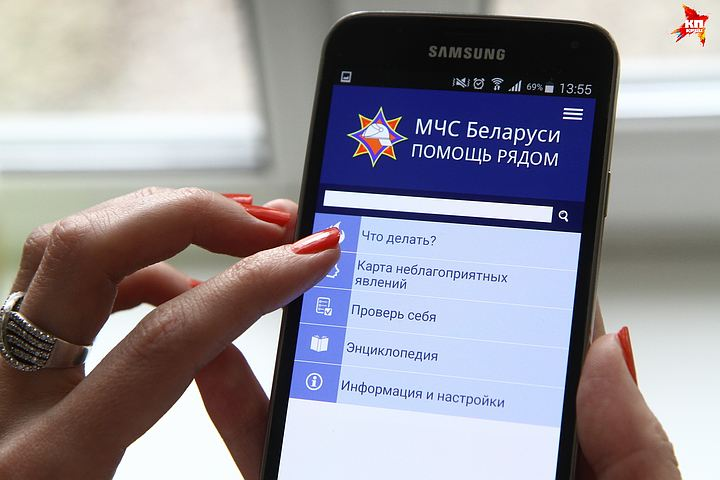 КП
SAMSUNG
69% 13:55
МЧС Беларуси
ПОМОЩЬ РЯДОМ
Что делать?
Карта неблагоприятных
явлений
Проверь себя
Энциклопедия
Информация и настройки